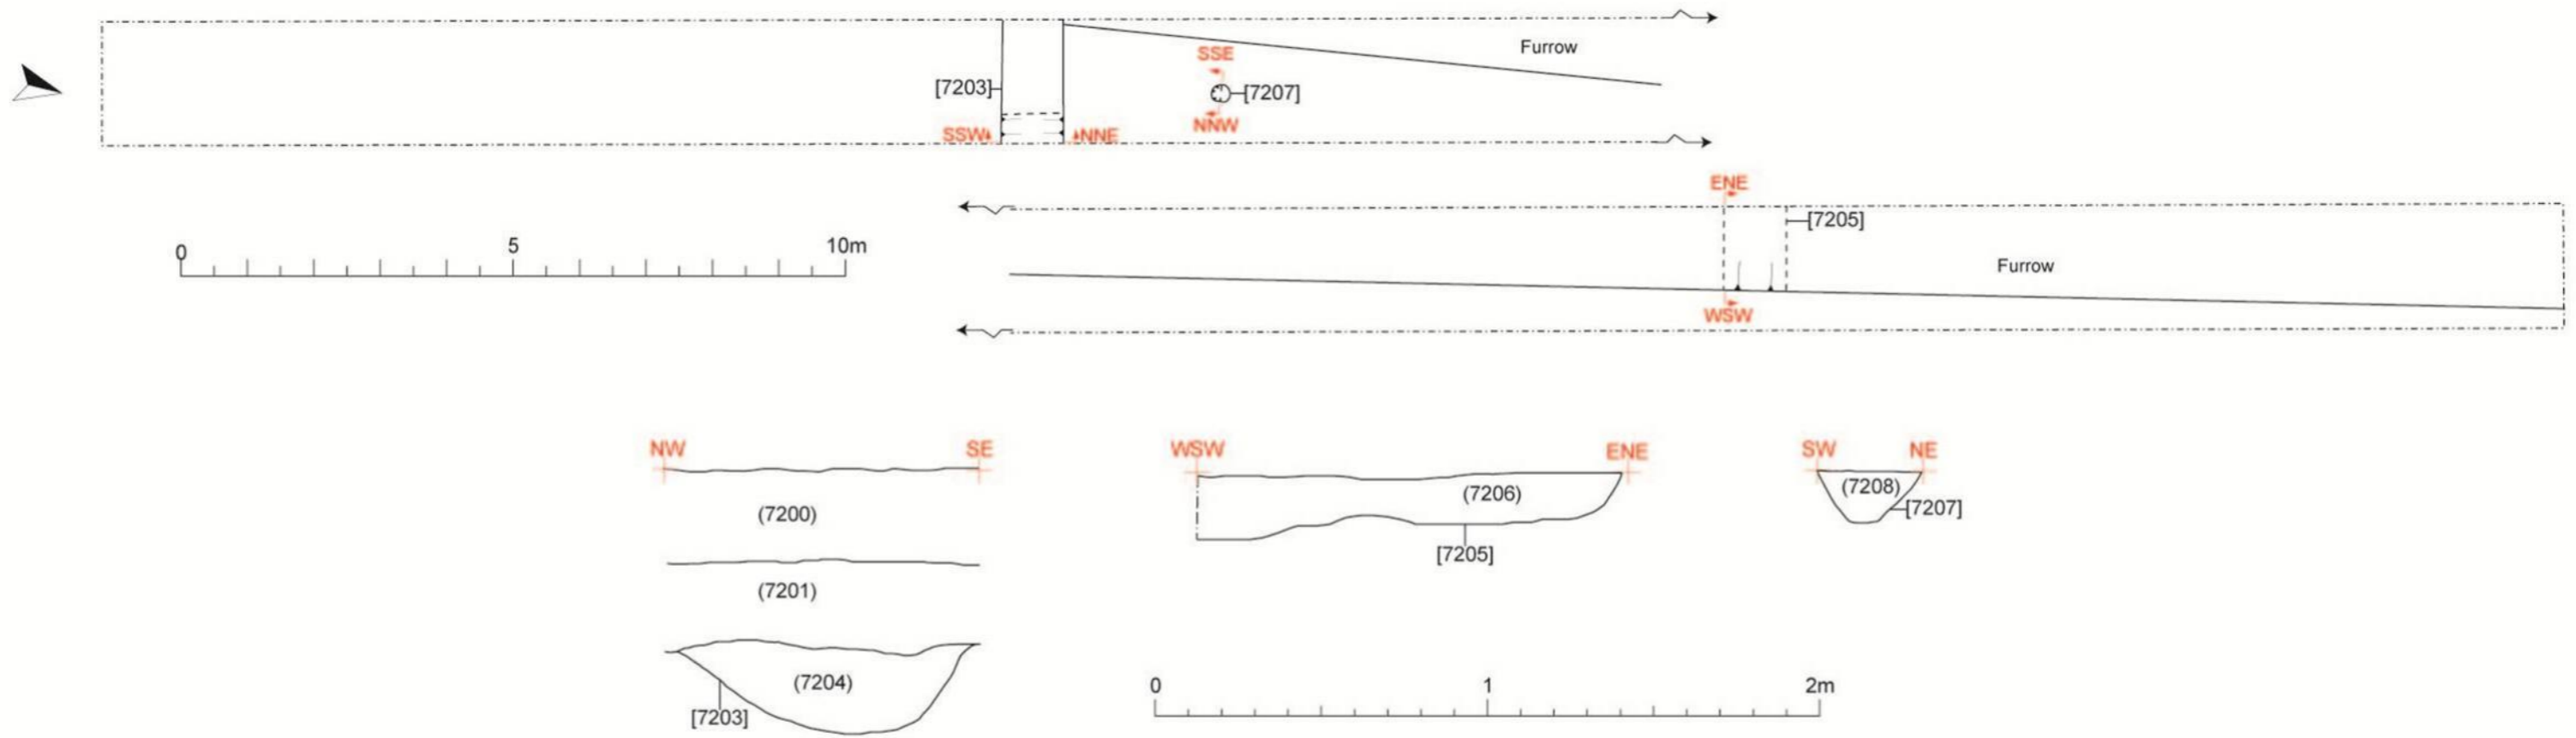 Furrow
SSE
[7203]
[7207]
NNW
SSW
NNE
ENE
[7205]
0 5 10m
Furrow
WSW
NW SE
WSW ENE
SW NE
(7200)
(7206)
(7208)
[7207]
[7205]
(7201)
(7204)
[7203]
0 1 2m